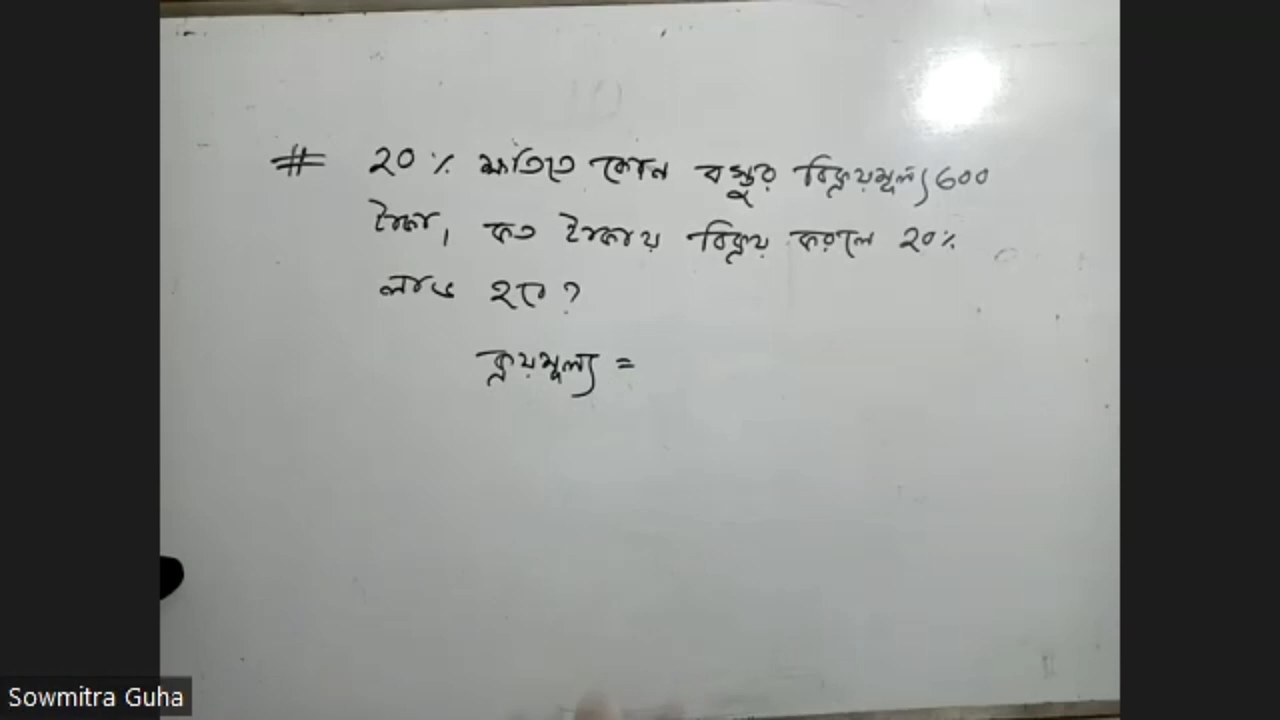 # ২০% ক্ষতিতে কোন বস্তুর বিক্রয়মূল্য ৬০০
টাকা, কত টাকায় বিক্রয় করলে ২০%
লাভ হবে?
ক্রয়মূল্য =
Sowmitra Guha